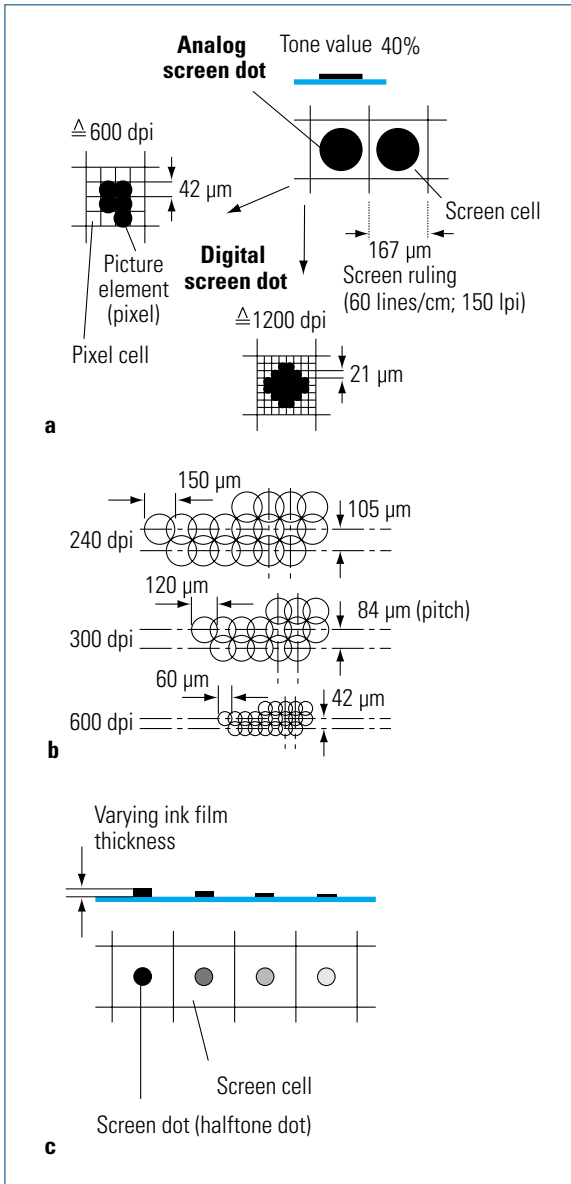 Analog
screen dot
Tone value 40%
≙ 600 dpi
42 µm
Screen cell
Picture
element
(pixel)
Digital
screen dot
167 µm
Screen ruling
(60 lines/cm; 150 lpi)
Pixel cell
≙ 1200 dpi
21 µm
a
150 µm
105 µm
240 dpi
120 µm
84 µm (pitch)
300 dpi
60 µm
42 µm
600 dpi
b
Varying ink film
thickness
Screen cell
Screen dot (halftone dot)
c